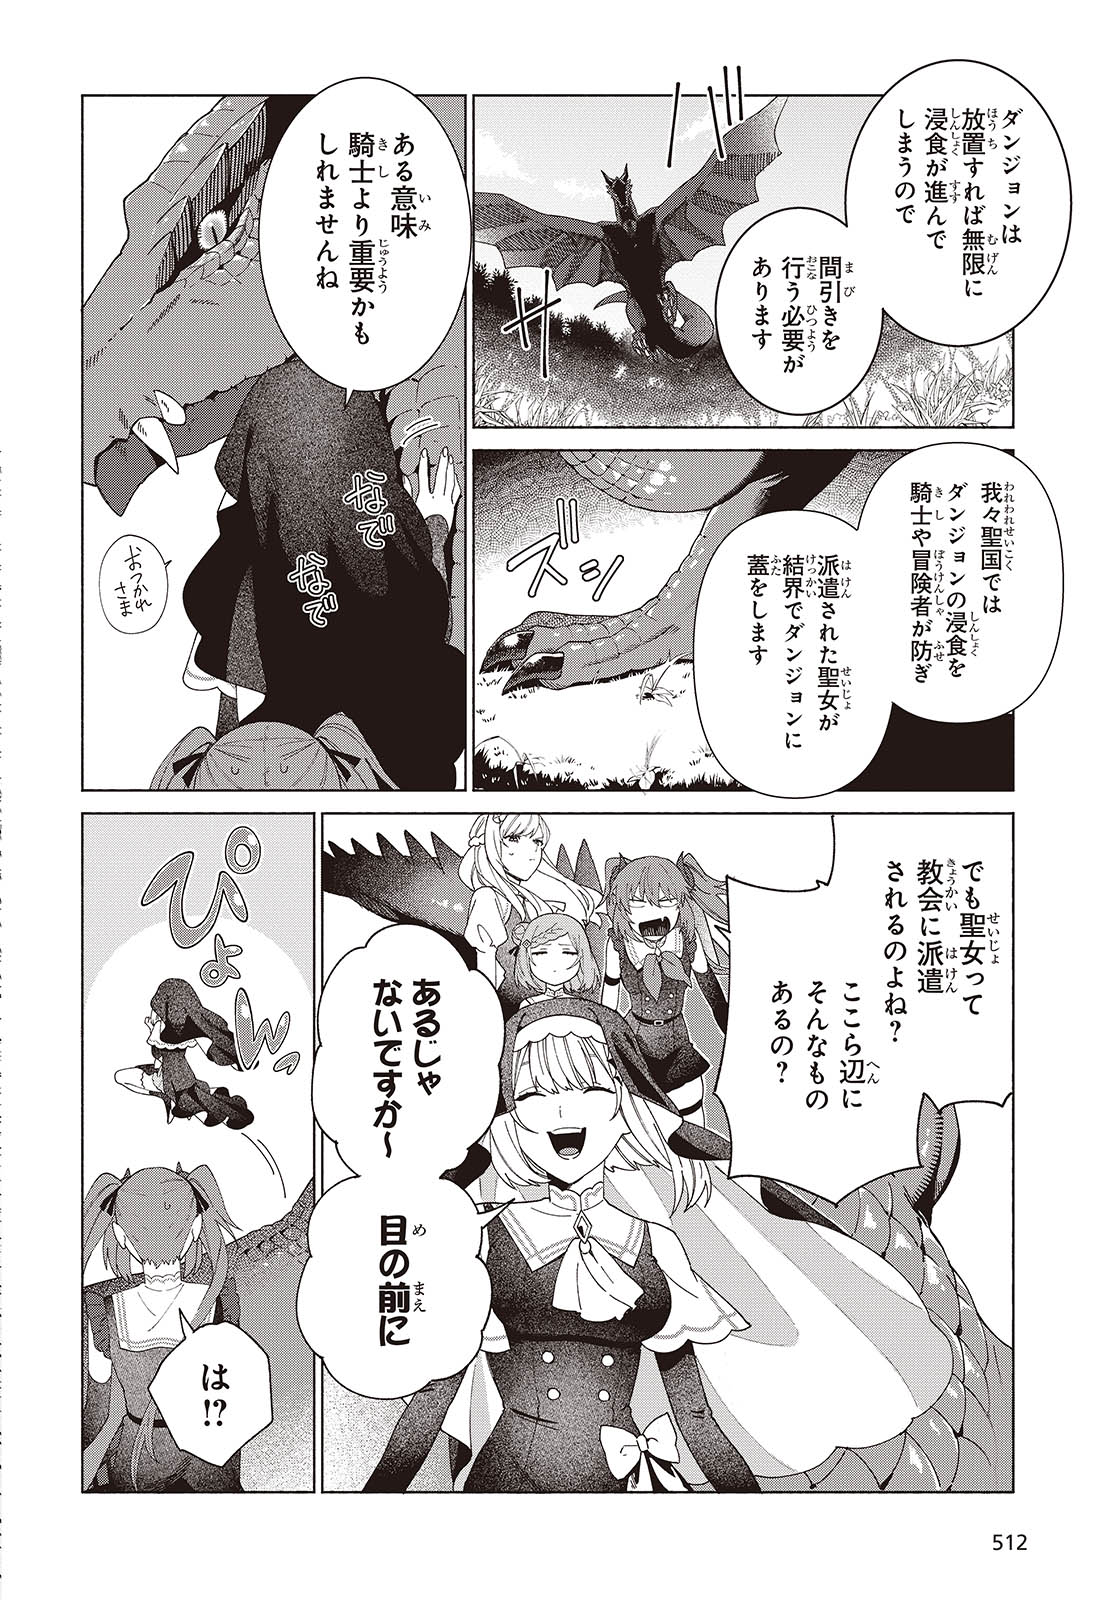 ダンジョンは
放置すれば無限に
浸食が進んで
しまうので
間引きを
行う必要が
あります
我々聖国では
ダンジョンの浸食を
騎士や冒険者が防ぎ
派遣された聖女が
結界でダンジョンに
蓋をします
ズシ
ある意味
騎士より重要かも
しれませんね
なで
なで
おつかれ
さま
でも聖女って
教会に派遣
されるのよね？
ここら辺に
そんなもの
あるの？
あるじゃ
ないですか～
目の前に
ぴょんっ
は!?
512